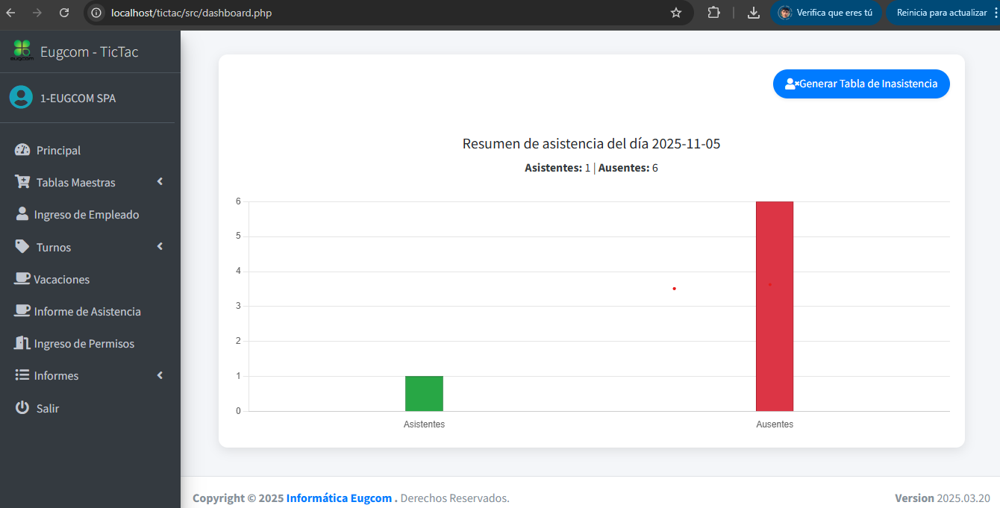 localhost/tictac/src/dashboard.php
Verifica que eres tú
Reinicia para actualizar
Eugcom - TicTac
1-EUGCOM SPA
Principal
Tablas Maestras
Ingreso de Empleado
Turnos
Vacaciones
Informe de Asistencia
Ingreso de Permisos
Informes
Salir
Generar Tabla de Inasistencia
Resumen de asistencia del día 2025-11-05
Asistentes: 1 | Ausentes: 6
6
5
4
3
2
1
0
Asistentes
Ausentes
Copyright © 2025 Informática Eugcom . Derechos Reservados.
Version 2025.03.20